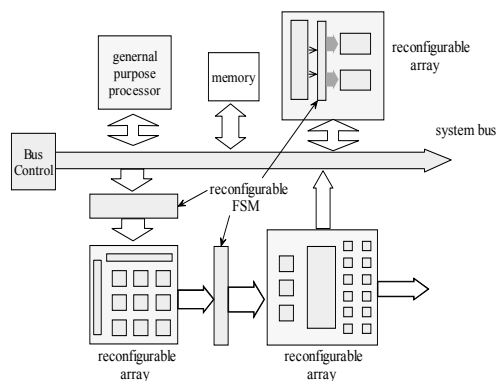 genernal
purpose
processor
memory
reconfigurable
array
system bus
Bus
Control
reconfigurable
FSM
reconfigurable
array
reconfigurable
array